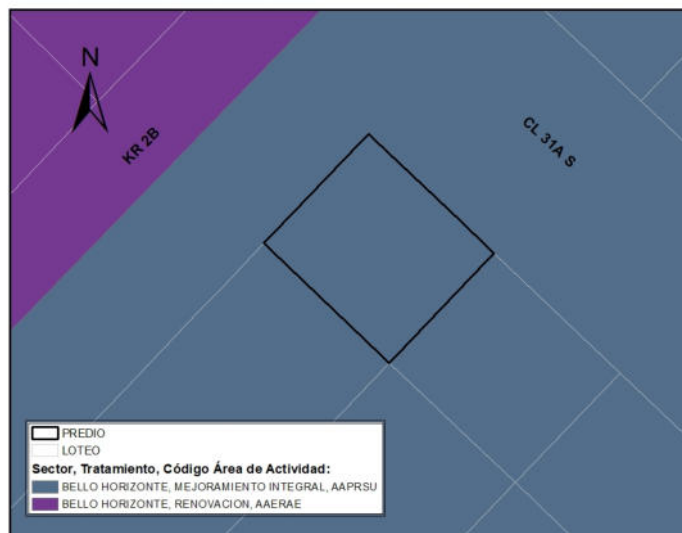 N
KR 2B
CL 31A S
PREDIO
LOTEO
Sector, Tratamiento, Código Área de Actividad:
BELLO HORIZONTE, MEJORAMIENTO INTEGRAL, AAPRSU
BELLO HORIZONTE, RENOVACION, AAERAE